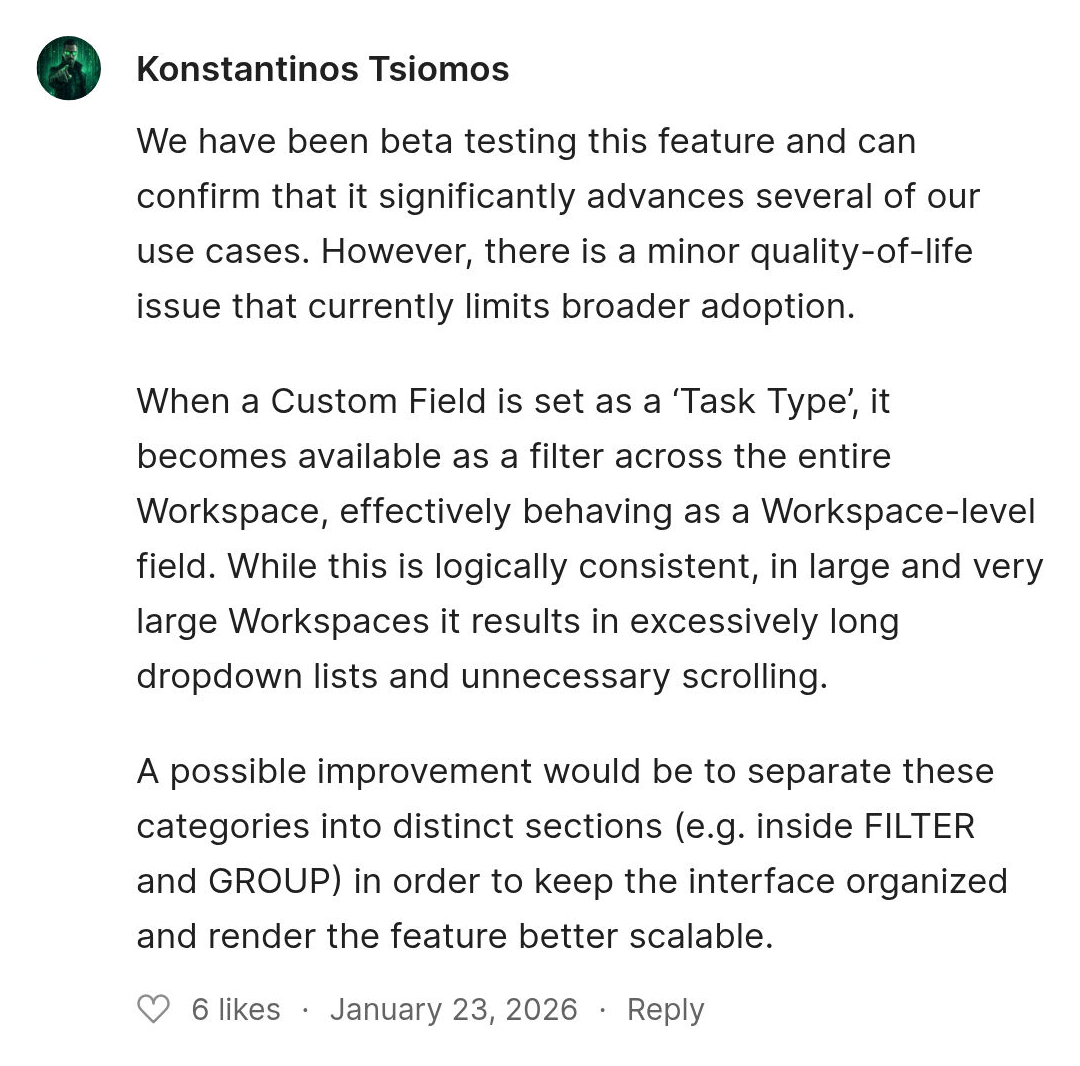 Konstantinos Tsiomos
We have been beta testing this feature and can
confirm that it significantly advances several of our
use cases. However, there is a minor quality-of-life
issue that currently limits broader adoption.
When a Custom Field is set as a ‘Task Type’, it
becomes available as a filter across the entire
Workspace, effectively behaving as a Workspace-level
field. While this is logically consistent, in large and very
large Workspaces it results in excessively long
dropdown lists and unnecessary scrolling.
A possible improvement would be to separate these
categories into distinct sections (e.g. inside FILTER
and GROUP) in order to keep the interface organized
and render the feature better scalable.
6 likes · January 23, 2026 · Reply